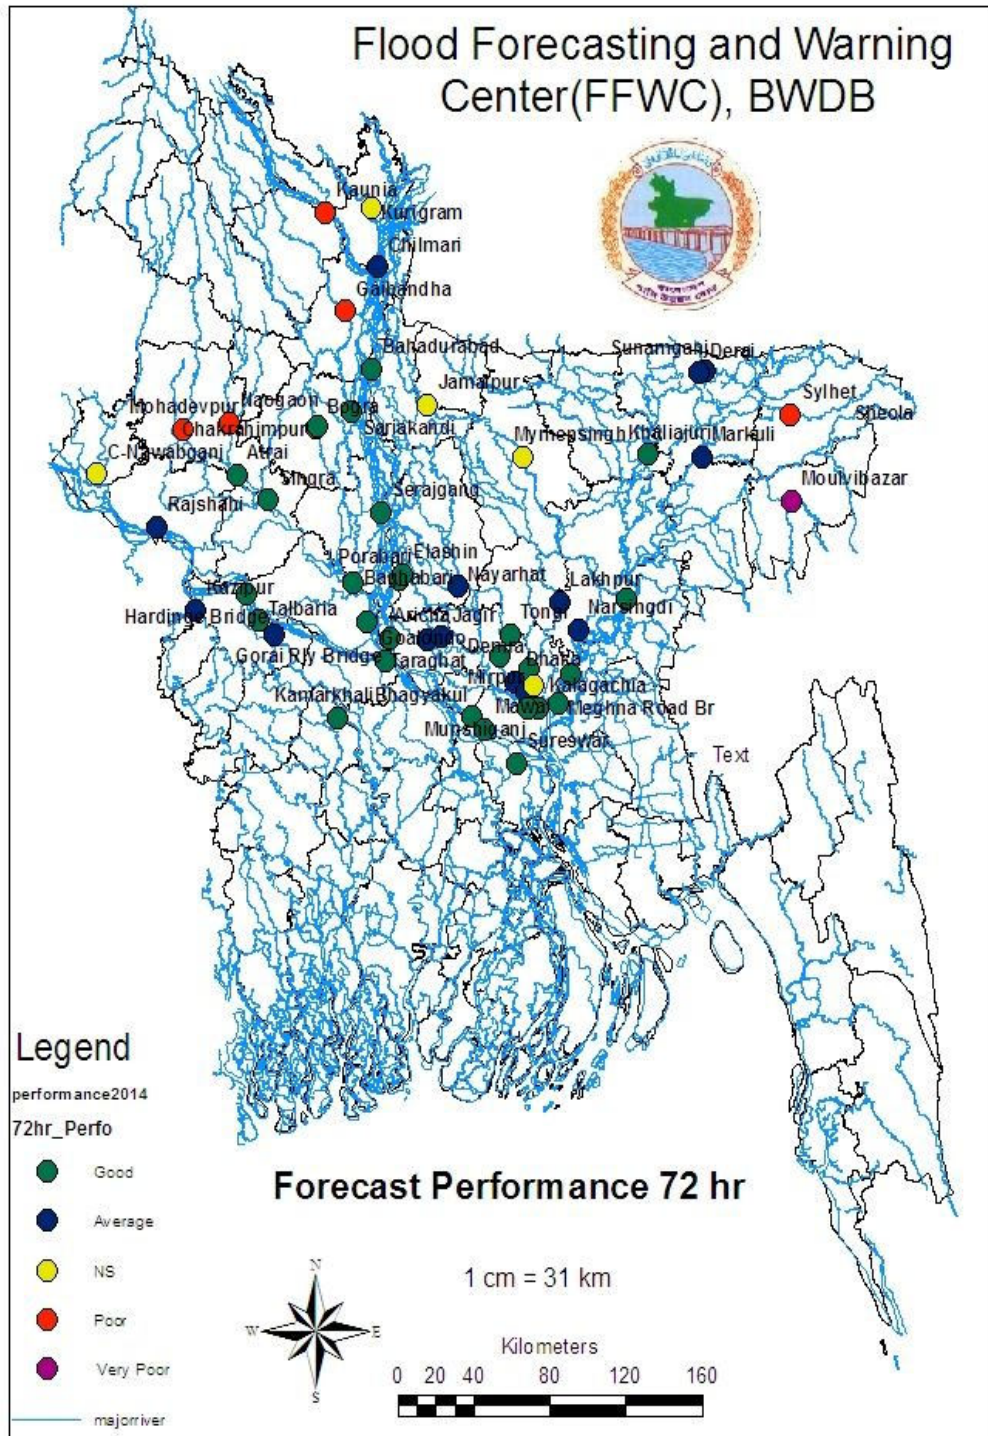 Flood Forecasting and Warning
Center(FFWC), BWDB
Kaunia
Kurigram
Chilmari
Gaibandha
Bahadurabad
Jamalpur
Sunamganj
Derai
Sylhet
Sheola
Mohadevpur
Naogaon
Bogra
Chakrahimpur
Sariakandi
Mymensingh
Khaliajuri
Markuli
C-Nawabganj
Atrai
Singra
Moulvibazar
Rajshahi
Serajganj
Porabari
Elashin
Baghabari
Nayarhat
Lakhpur
Kazipur
Hardinge Bridge
Talbaria
Aricha
Jagir
Tongi
Narsingdi
Goalondo
Demra
Gorai Rly Bridge
Taraghat
Dhaka
Mirpur
Kalagachia
Kamarkhali
Bhagyakul
Mawa
Meghna Road Br
Munshiganj
Sureswar
Text
Legend
performance2014
72hr_Perfo
Good
Average
NS
Poor
Very Poor
majorriver
Forecast Performance 72 hr
1 cm = 31 km
N
W
E
S
Kilometers
0 20 40 80 120 160